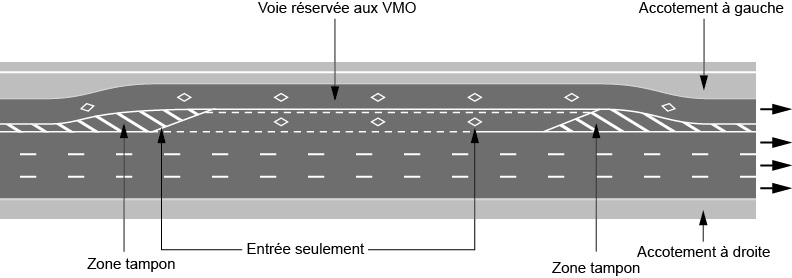 Voie réservée aux VMO
Accotement à gauche
Entrée seulement
Accotement à droite
Zone tampon
Zone tampon